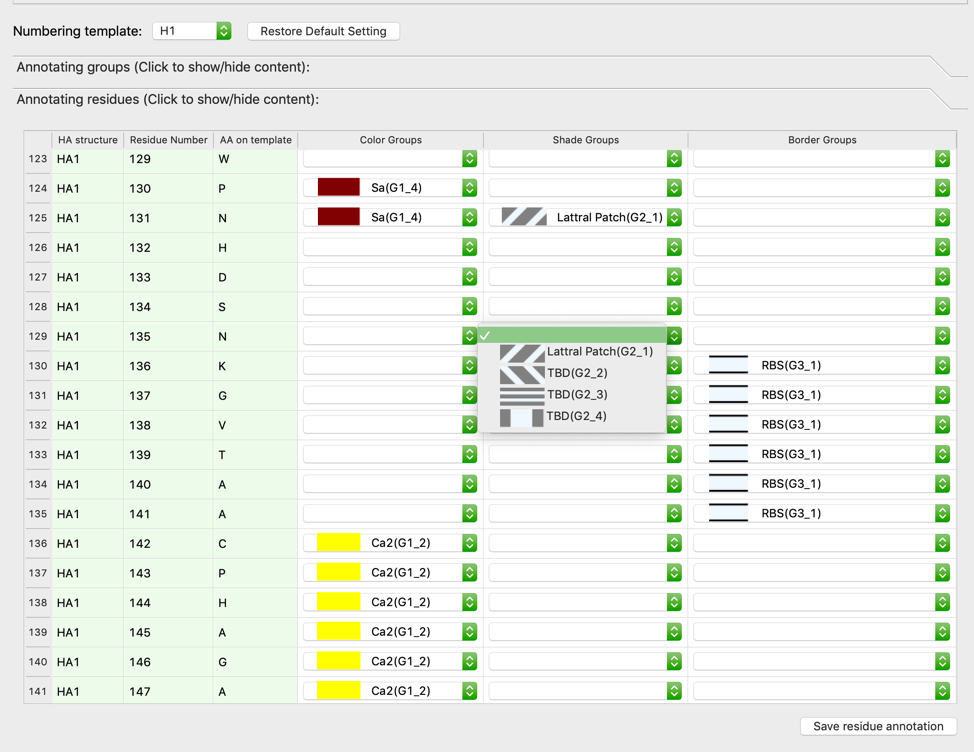 Numbering template: H1 Restore Default Setting
Annotating groups (Click to show/hide content):
Annotating residues (Click to show/hide content):
HA structure Residue Number AA on template Color Groups Shade Groups Border Groups
123 HA1 129 W
124 HA1 130 P Sa(G1_4)
125 HA1 131 N Sa(G1_4) Lattral Patch(G2_1)
126 HA1 132 H
127 HA1 133 D
128 HA1 134 S
129 HA1 135 N
Lattral Patch(G2_1)
130 HA1 136 K RBS(G3_1)
TBD(G2_2)
131 HA1 137 G TBD(G2_3) RBS(G3_1)
TBD(G2_4)
132 HA1 138 V RBS(G3_1)
133 HA1 139 T RBS(G3_1)
134 HA1 140 A RBS(G3_1)
135 HA1 141 A RBS(G3_1)
136 HA1 142 C Ca2(G1_2)
137 HA1 143 P Ca2(G1_2)
138 HA1 144 H Ca2(G1_2)
139 HA1 145 A Ca2(G1_2)
140 HA1 146 G Ca2(G1_2)
141 HA1 147 A Ca2(G1_2)
Save residue annotation